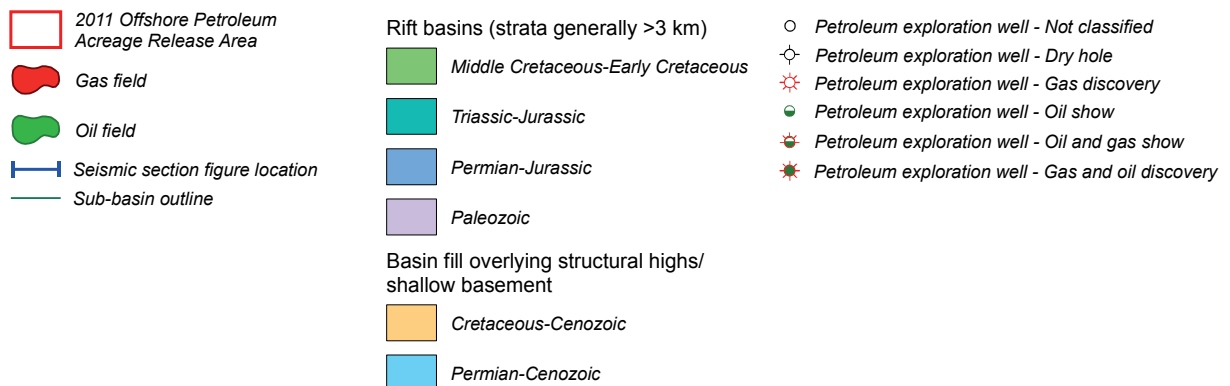 2011 Offshore Petroleum
Acreage Release Area
Gas field
Oil field
Seismic section figure location
Sub-basin outline
Rift basins (strata generally >3 km)
Middle Cretaceous-Early Cretaceous
Triassic-Jurassic
Permian-Jurassic
Paleozoic
Basin fill overlying structural highs/
shallow basement
Cretaceous-Cenozoic
Permian-Cenozoic
Petroleum exploration well - Not classified
Petroleum exploration well - Dry hole
Petroleum exploration well - Gas discovery
Petroleum exploration well - Oil show
Petroleum exploration well - Oil and gas show
Petroleum exploration well - Gas and oil discovery